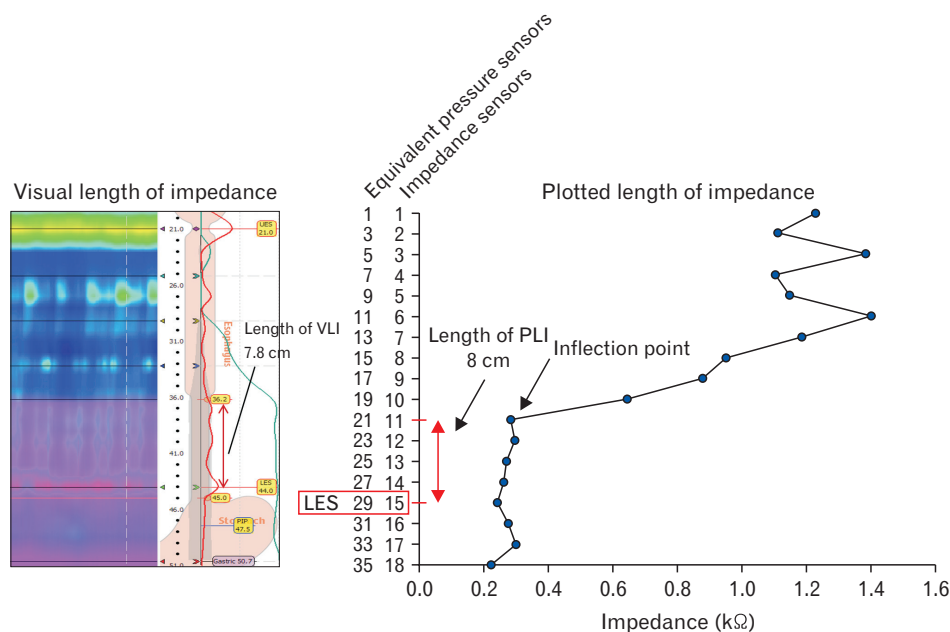 Visual length of impedance
UES
21.0
21.0
26.0
31.0
36.0
41.0
46.0
51.0
Esophagus
Length of VLI
7.8 cm
36.2
LES
44.0
45.0
Stomach
PIP
47.5
Gastric 50.7
Equivalent pressure sensors
Impedance sensors
Plotted length of impedance
1 1
3 2
5 3
7 4
9 5
11 6
13 7
15 8
17 9
19 10
21 11
23 12
25 13
27 14
LES 29 15
31 16
33 17
35 18
Length of PLI
8 cm
Inflection point
0.0 0.2 0.4 0.6 0.8 1.0 1.2 1.4 1.6
Impedance (kΩ)